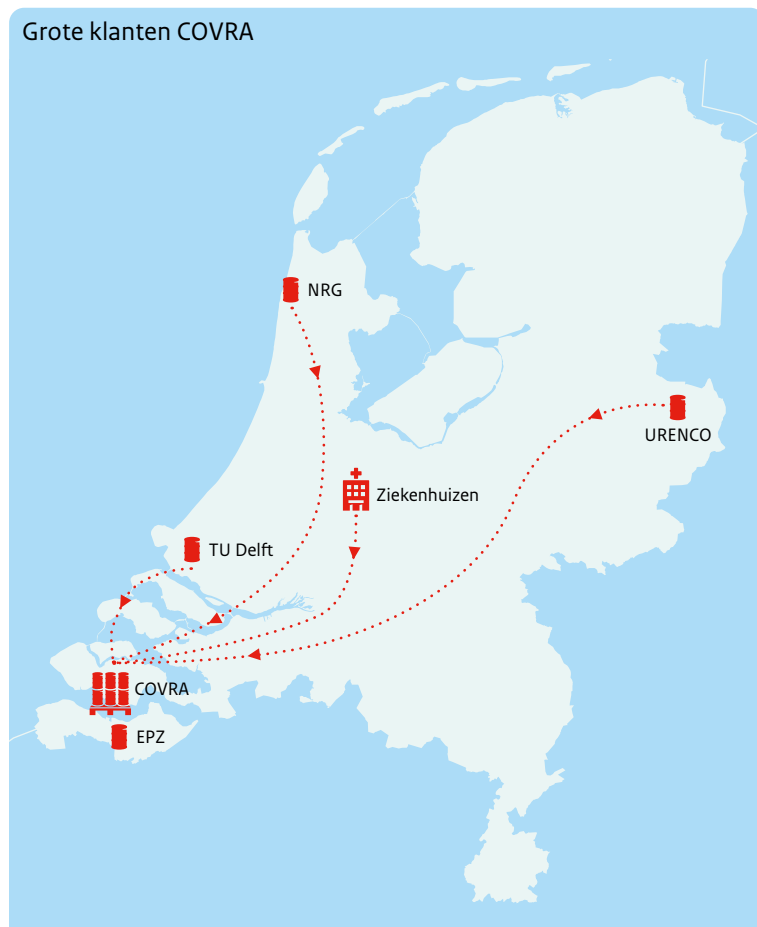 Grote klanten COVRA
NRG
URENCO
Ziekenhuizen
TU Delft
COVRA
EPZ